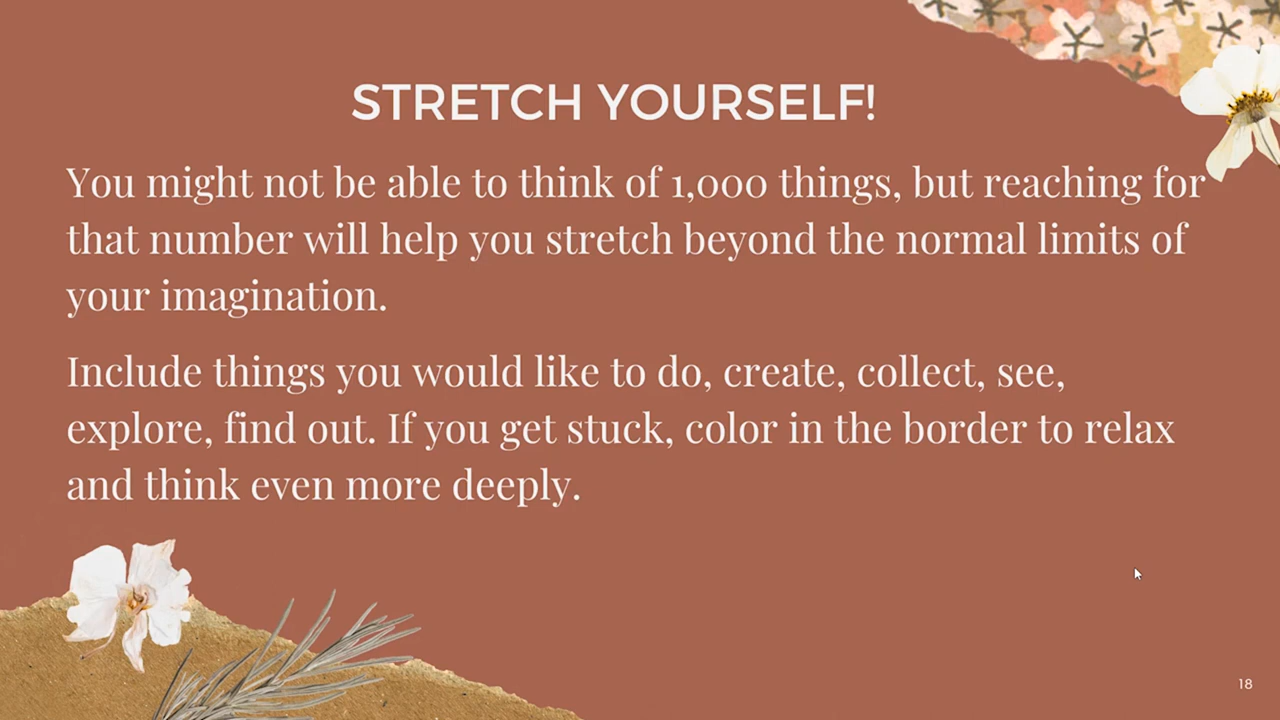 STRETCH YOURSELF!
You might not be able to think of 1,000 things, but reaching for
that number will help you stretch beyond the normal limits of
your imagination.
Include things you would like to do, create, collect, see,
explore, find out. If you get stuck, color in the border to relax
and think even more deeply.
18